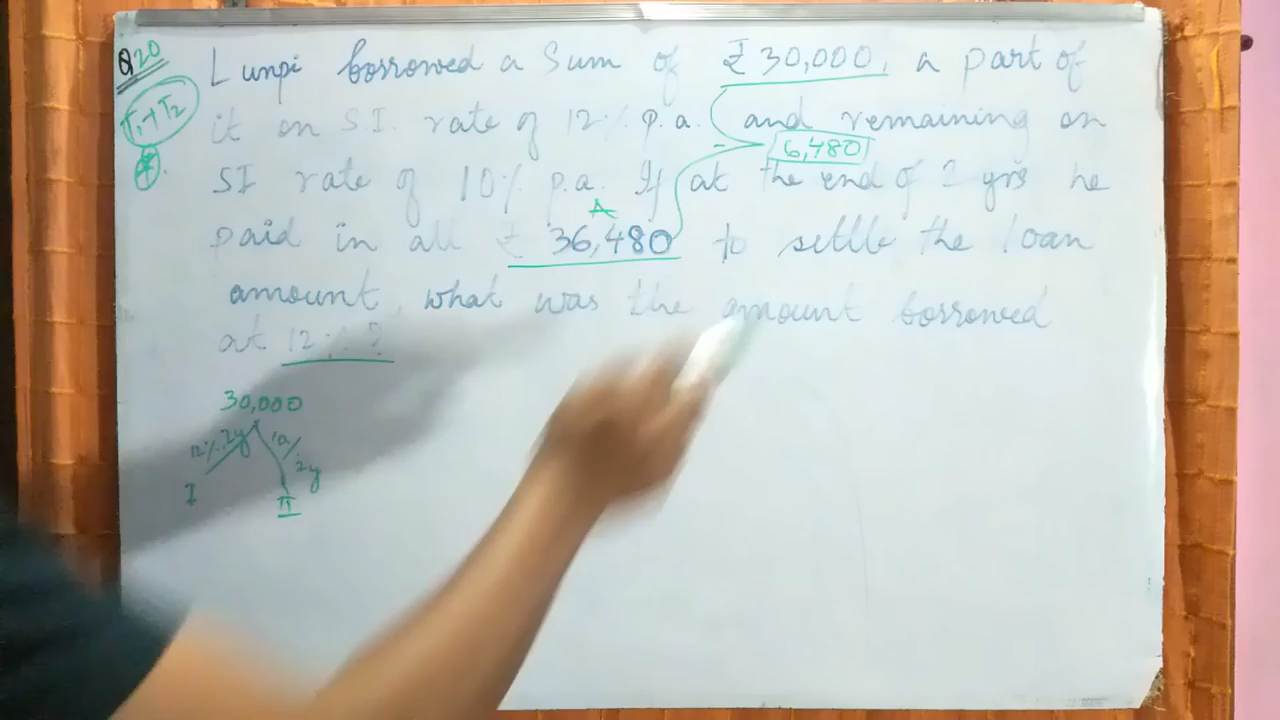 Q20 Lunpi borrowed a Sum of ₹ 30,000, a part of
T1+T2 it on S.I. rate of 12% p.a. and remaining on
6,480
SI rate of 10% p.a. If at the end of 2 yrs he
A
paid in all ₹ 36,480 to settle the loan
amount, what was the amount borrowed
at 12% ?
30,000
12% 2y 10/ 2y
I II